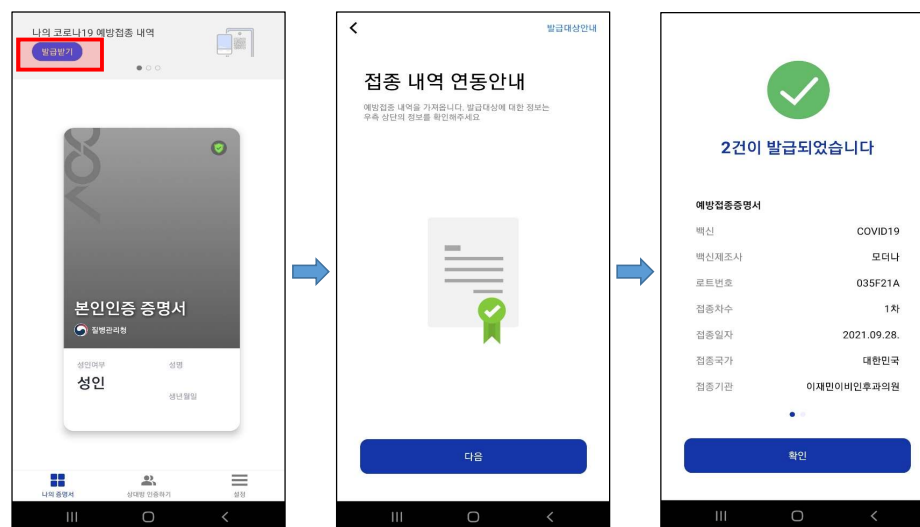 나의 코로나19 예방접종 내역
발급받기
COOV
본인인증 증명서
질병관리청
성인여부
성명
성인
생년월일
나의 증명서
상대방 인증하기
설정
발급대상안내
접종 내역 연동안내
예방접종 내역을 가져옵니다. 발급대상에 대한 정보는
우측 상단의 정보를 확인해주세요
다음
2건이 발급되었습니다
예방접종증명서
백신 COVID19
백신제조사 모더나
로트번호 035F21A
접종차수 1차
접종일자 2021.09.28.
접종국가 대한민국
접종기관 이재민이비인후과의원
확인